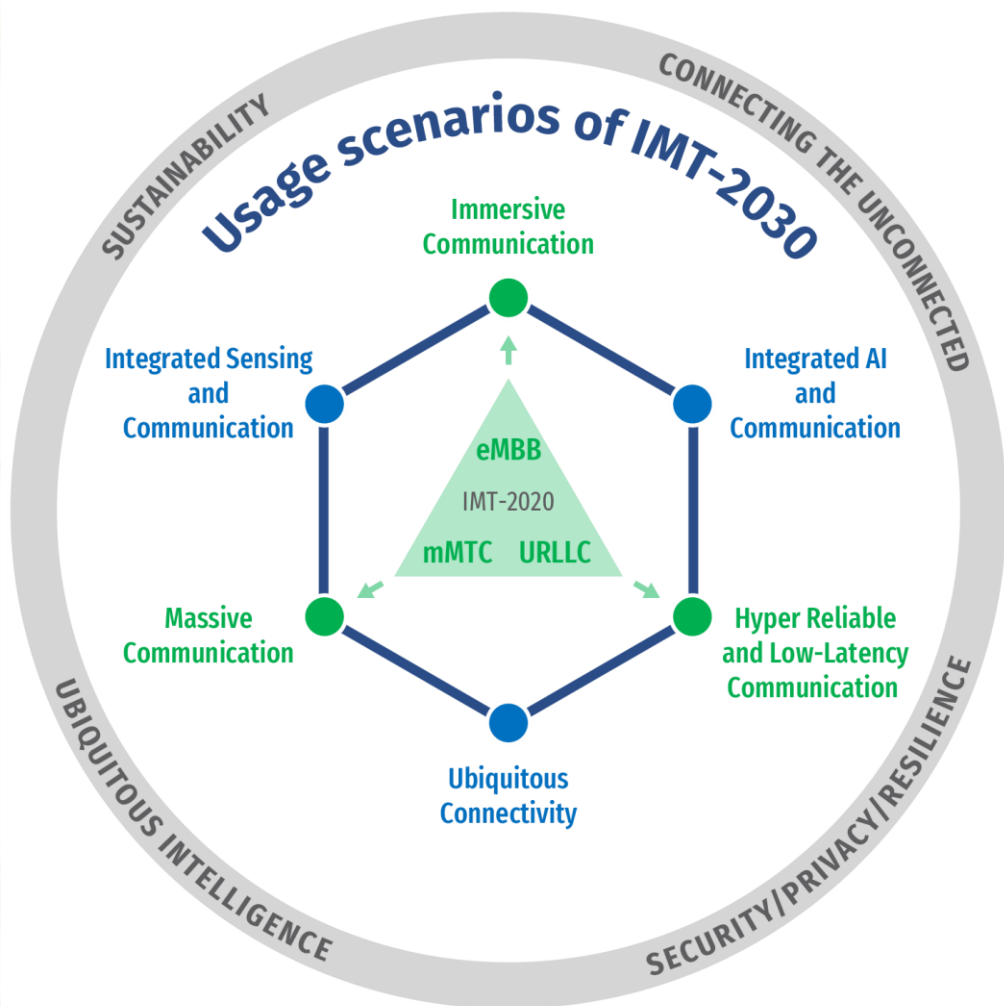 SUSTAINABILITY
CONNECTING THE UNCONNECTED
Usage scenarios of IMT-2030
Immersive
Communication
Integrated Sensing
and
Communication
Integrated AI
and
Communication
eMBB
IMT-2020
mMTC URLLC
Massive
Communication
Hyper Reliable
and Low-Latency
Communication
Ubiquitous
Connectivity
UBIQUITOUS INTELLIGENCE
SECURITY/PRIVACY/RESILIENCE